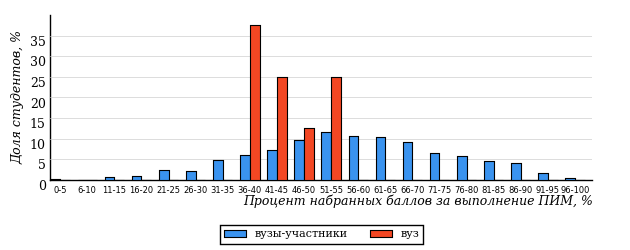 Доля студентов, %
35
30
25
20
15
10
5
0
0-5 6-10 11-15 16-20 21-25 26-30 31-35 36-40 41-45 46-50 51-55 56-60 61-65 66-70 71-75 76-80 81-85 86-90 91-95 96-100
Процент набранных баллов за выполнение ПИМ, %
вузы-участники вуз